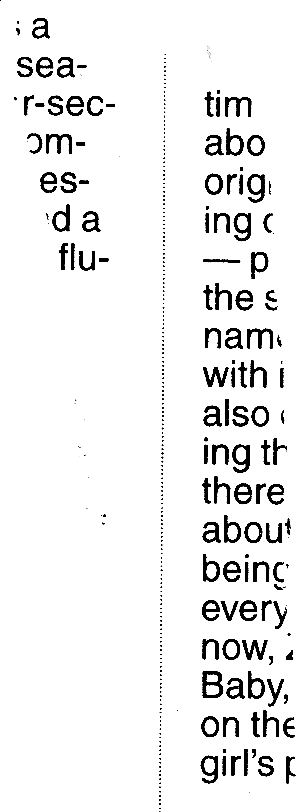 a
sea-
r-sec-
om-
es-
d a
flu-
tim
abo
orig
ing
— p
the s
nam
with i
also
ing th
there
about
being
every
now, 2
Baby,
on the
girl's p